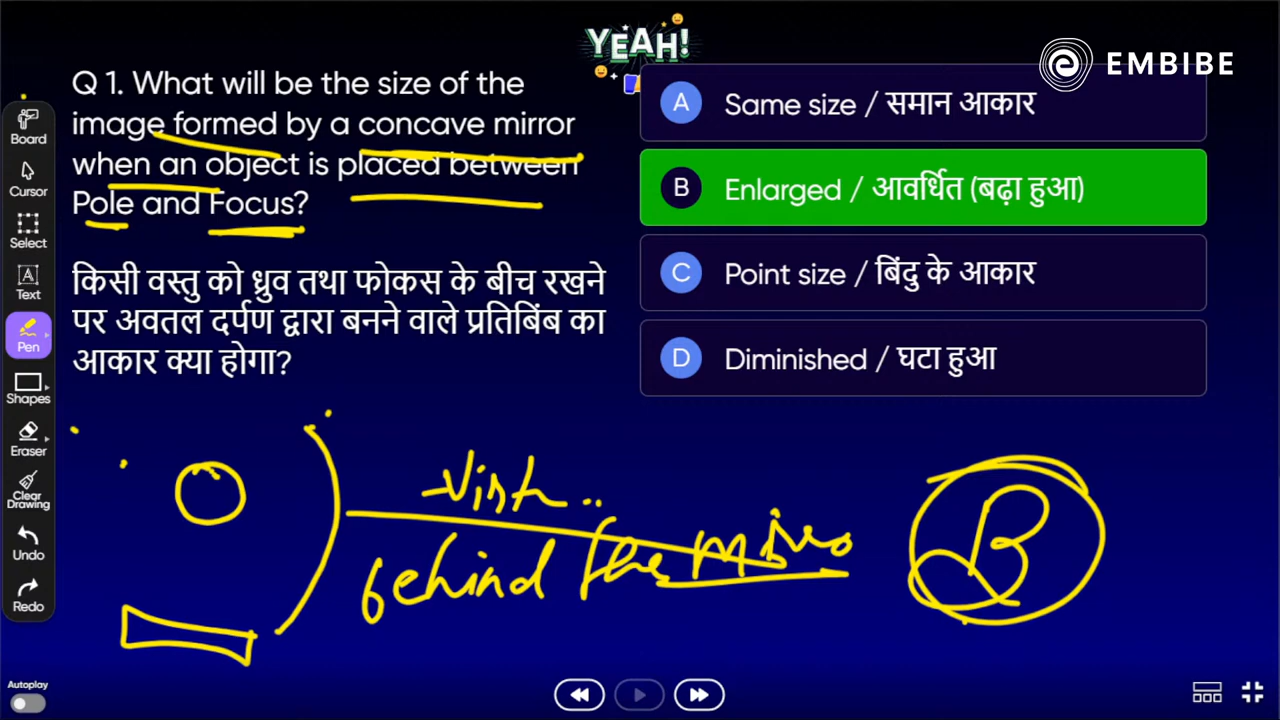 YEAH!
EMBIBE
Q 1. What will be the size of the
image formed by a concave mirror
when an object is placed between
Pole and Focus?
किसी वस्तु को ध्रुव तथा फोकस के बीच रखने
पर अवतल दर्पण द्वारा बनने वाले प्रतिबिंब का
आकार क्या होगा?
A Same size / समान आकार
B Enlarged / आवर्धित (बढ़ा हुआ)
C Point size / बिंदु के आकार
D Diminished / घटा हुआ
behind the
B
Board
Cursor
Select
A
Text
Pen
Shapes
Eraser
Clear
Drawing
Undo
Redo
Autoplay